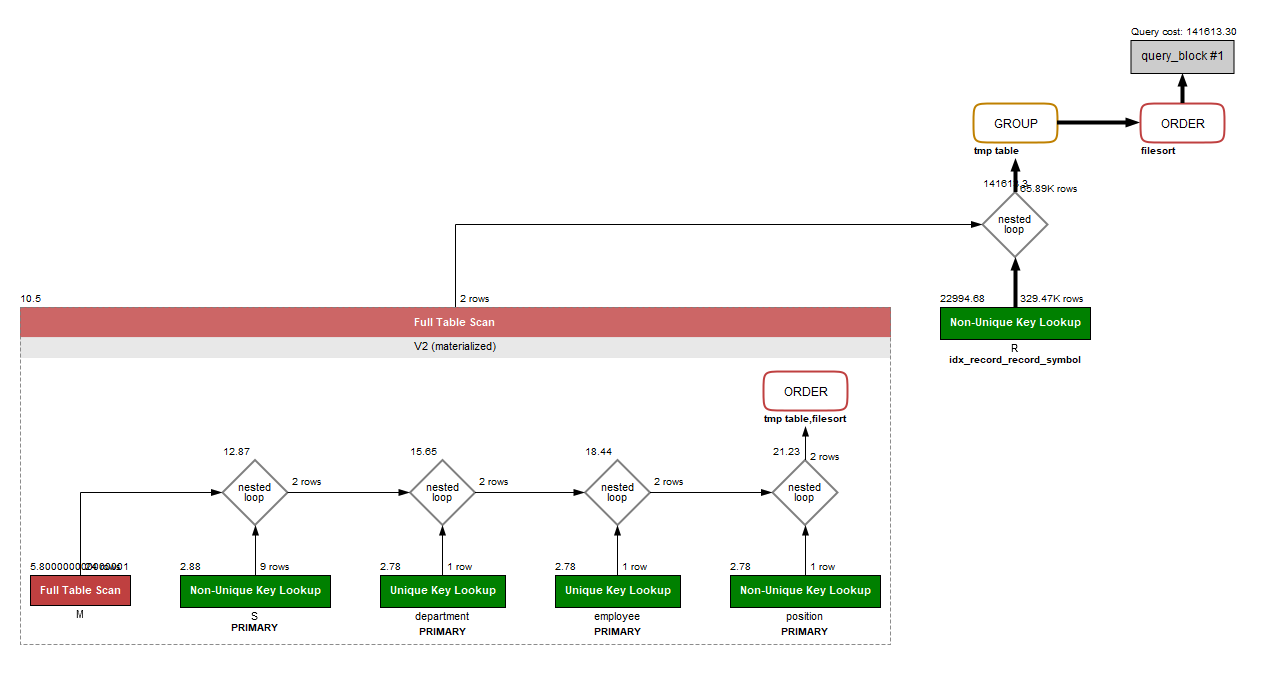 Query cost: 141613.30
query_block #1
GROUP
ORDER
tmp table
filesort
65.89K rows
nested
loop
10.5
2 rows
22994.68
329.47K rows
Full Table Scan
Non-Unique Key Lookup
V2 (materialized)
R
idx_record_record_symbol
ORDER
tmp table,filesort
12.87
15.65
18.44
21.23
2 rows
nested
loop
2 rows
nested
loop
2 rows
nested
loop
2 rows
nested
loop
2.88
9 rows
2.78
1 row
2.78
1 row
2.78
1 row
Full Table Scan
Non-Unique Key Lookup
Unique Key Lookup
Unique Key Lookup
Non-Unique Key Lookup
M
S
department
employee
position
PRIMARY
PRIMARY
PRIMARY
PRIMARY